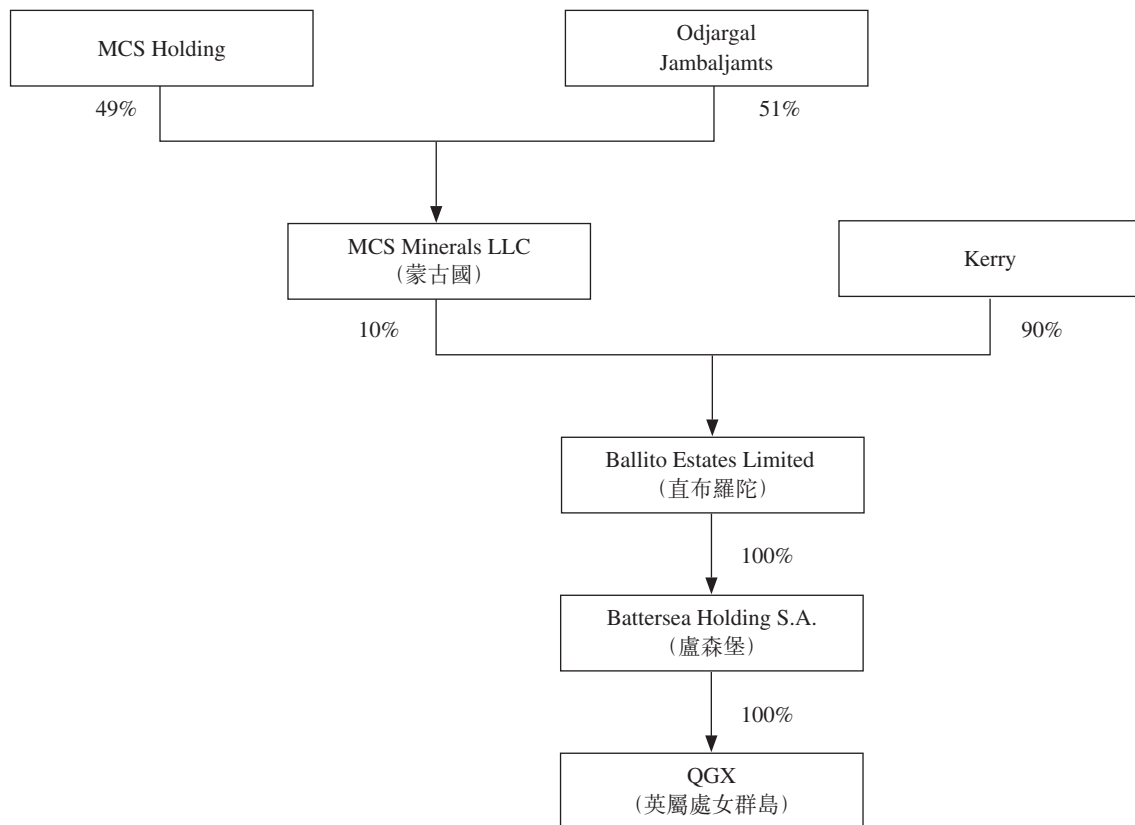 MCS Holding
Odjargal
Jambaljamts
49%
51%
MCS Minerals LLC
(蒙古國)
Kerry
10%
90%
Ballito Estates Limited
(直布羅陀)
100%
Battersea Holding S.A.
(盧森堡)
100%
QGX
(英屬處女群島)